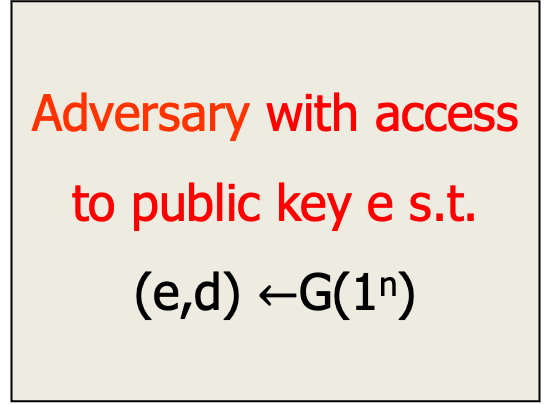 Adversary with access
to public key e s.t.
(e,d) ←G(1ⁿ)